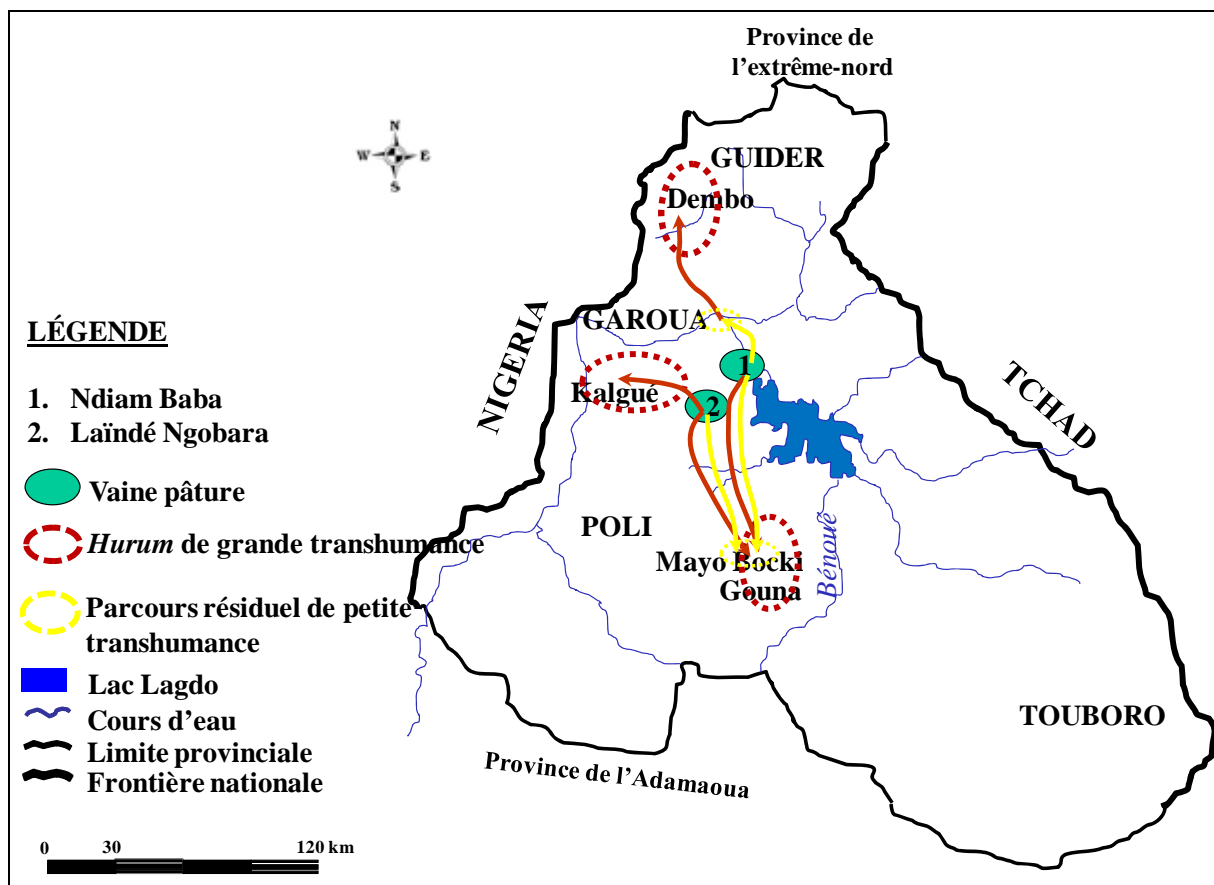 Province de
l'extrême-nord
N
W E
S
GUIDER
Dembo
NIGERIA
GAROUA
TCHAD
1
Kalgué
2
POLI
Mayo Bocki
Gouna
Bénoué
TOUBORO
Province de l'Adamaoua
LÉGENDE
1. Ndiam Baba
2. Laïndé Ngobara
Vaine pâture
Hurum de grande transhumance
Parcours résiduel de petite
transhumance
Lac Lagdo
Cours d'eau
Limite provinciale
Frontière nationale
0 30 120 km